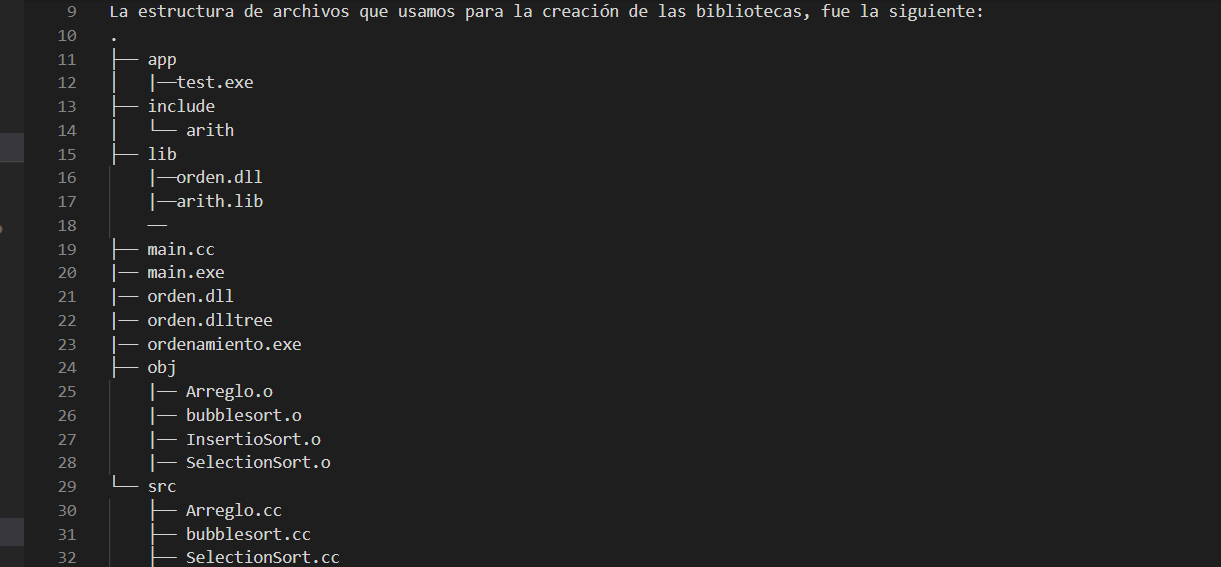 9 La estructura de archivos que usamos para la creación de las bibliotecas, fue la siguiente:
10 .
11 ├── app
12 │   |──test.exe
13 ├── include
14 │   └── arith
15 ├── lib
16     |──orden.dll
17     |──arith.lib
18     ──
19 ├── main.cc
20 |── main.exe
21 |── orden.dll
22 |── orden.dlltree
23 |── ordenamiento.exe
24 ├── obj
25     |── Arreglo.o
26     |── bubblesort.o
27     |── InsertioSort.o
28     |── SelectionSort.o
29 └── src
30     ├── Arreglo.cc
31     ├── bubblesort.cc
32     ├── SelectionSort.cc